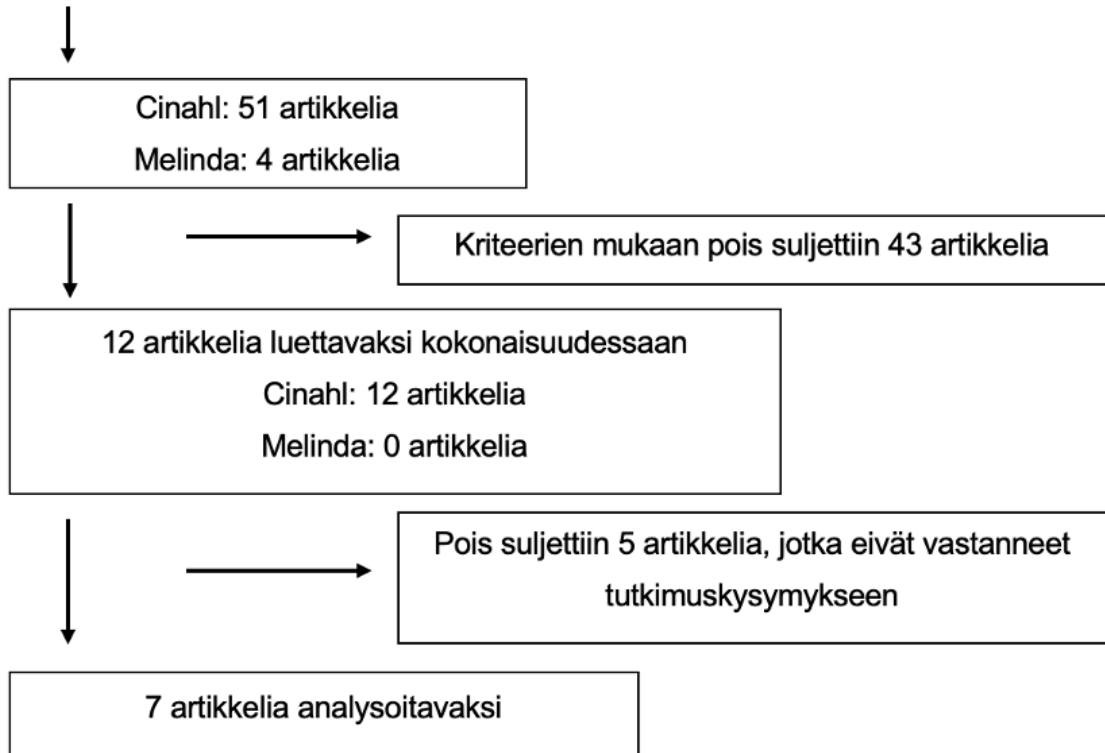 Cinahl: 51 artikkelia
Melinda: 4 artikkelia
Kriteerien mukaan pois suljettiin 43 artikkelia
12 artikkelia luettavaksi kokonaisuudessaan
Cinahl: 12 artikkelia
Melinda: 0 artikkelia
Pois suljettiin 5 artikkelia, jotka eivät vastanneet
tutkimuskysymykseen
7 artikkelia analysoitavaksi